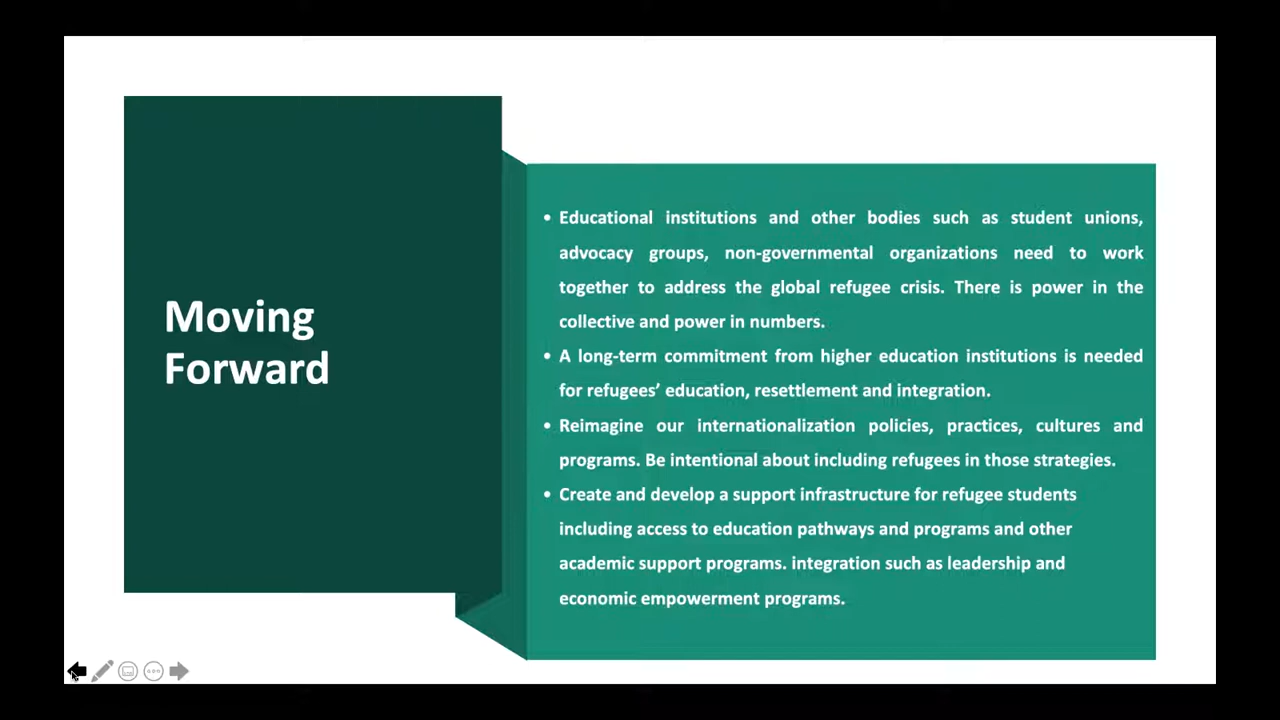 Moving
Forward
• Educational institutions and other bodies such as student unions,
advocacy groups, non-governmental organizations need to work
together to address the global refugee crisis. There is power in the
collective and power in numbers.
• A long-term commitment from higher education institutions is needed
for refugees’ education, resettlement and integration.
• Reimagine our internationalization policies, practices, cultures and
programs. Be intentional about including refugees in those strategies.
• Create and develop a support infrastructure for refugee students
including access to education pathways and programs and other
academic support programs. integration such as leadership and
economic empowerment programs.